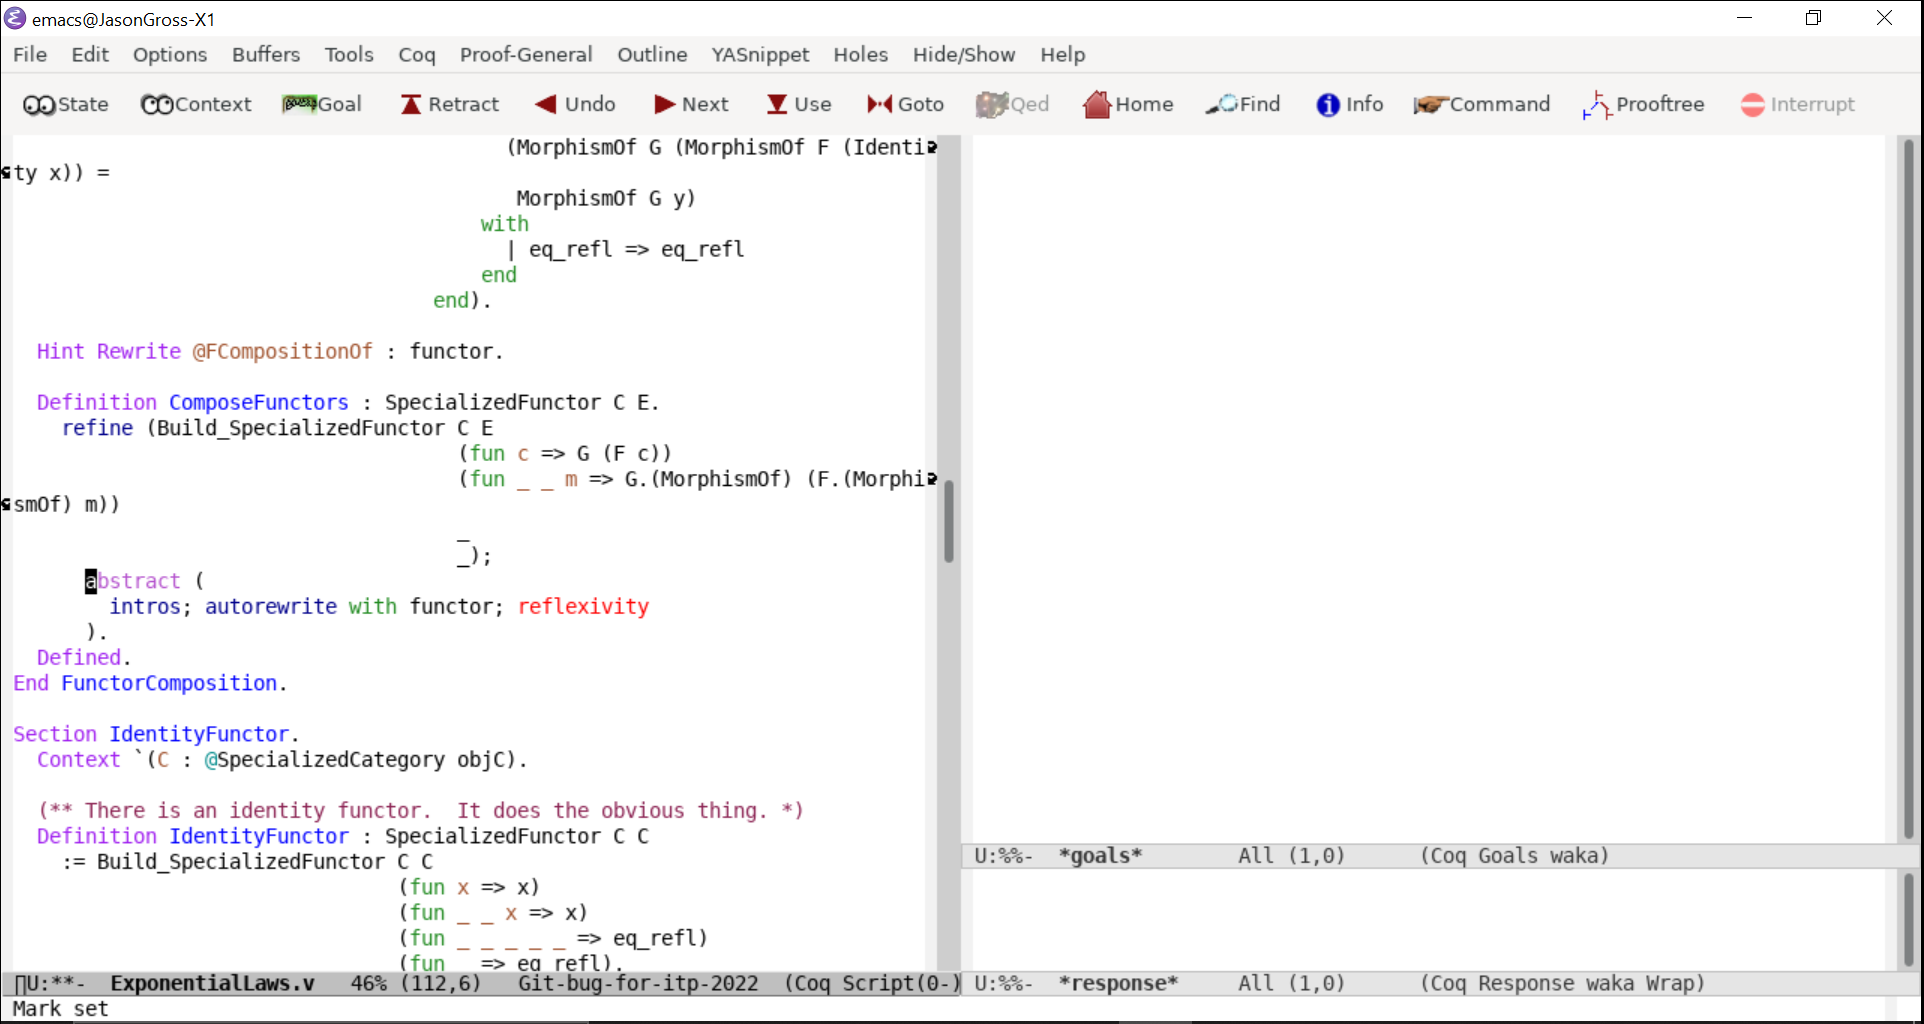 emacs@JasonGross-X1
File Edit Options Buffers Tools Coq Proof-General Outline YASnippet Holes Hide/Show Help
State Context Goal Retract Undo Next Use Goto Qed Home Find Info Command Prooftree Interrupt
(MorphismOf G (MorphismOf F (Identi
ty x)) =
MorphismOf G y)
with
| eq_refl => eq_refl
end
end).
Hint Rewrite @FCompositionOf : functor.
Definition ComposeFunctors : SpecializedFunctor C E.
refine (Build_SpecializedFunctor C E
(fun c => G (F c))
(fun _ _ m => G.(MorphismOf) (F.(Morphi
smOf) m))
_
_);
abstract (
intros; autorewrite with functor; reflexivity
).
Defined.
End FunctorComposition.
Section IdentityFunctor.
Context `(C : @SpecializedCategory objC).
(** There is an identity functor.  It does the obvious thing. *)
Definition IdentityFunctor : SpecializedFunctor C C
:= Build_SpecializedFunctor C C
(fun x => x)
(fun _ _ x => x)
(fun _ _ _ _ _ => eq_refl)
(fun _ => eq_refl).
U:**-  ExponentialLaws.v   46% (112,6)   Git-bug-for-itp-2022  (Coq Script(0-)
U:%%-  *goals*        All (1,0)      (Coq Goals waka)
U:%%-  *response*     All (1,0)      (Coq Response waka Wrap)
Mark set